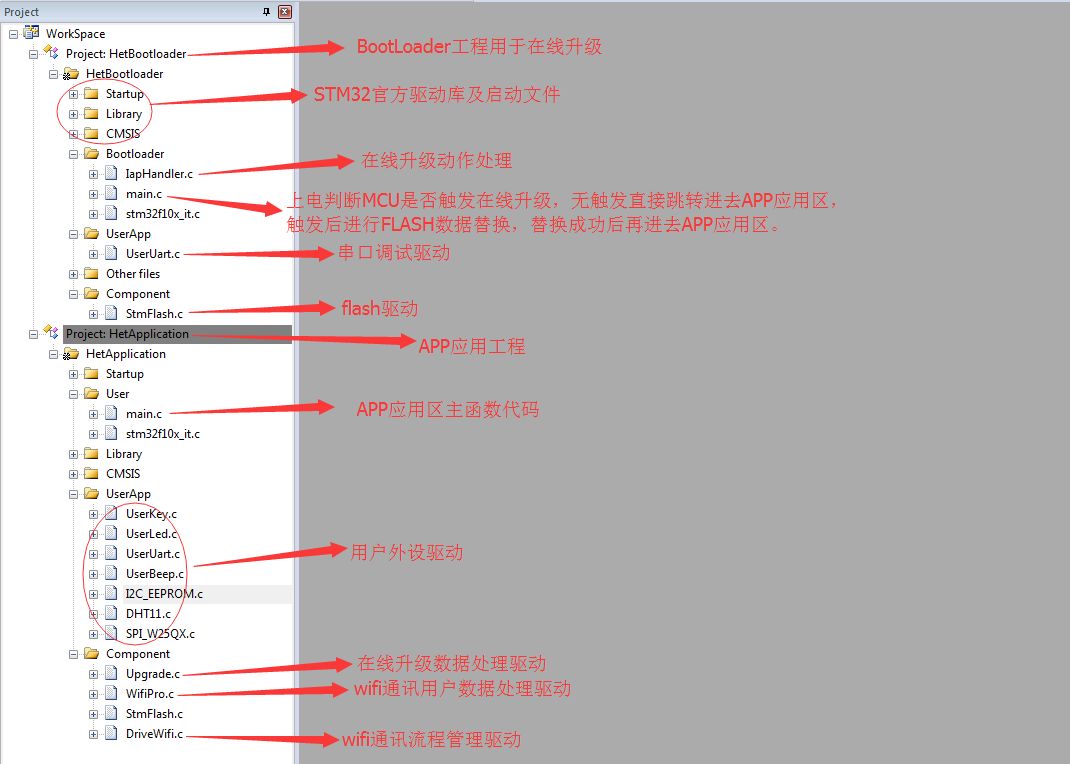 Project
WorkSpace
Project: HetBootloader
BootLoader工程用于在线升级
HetBootloader
Startup
STM32官方驱动库及启动文件
Library
CMSIS
Bootloader
IapHandler.c
在线升级动作处理
main.c
上电判断MCU是否触发在线升级，无触发直接跳转进去APP应用区，
触发后进行FLASH数据替换，替换成功后再进去APP应用区。
stm32f10x_it.c
UserApp
UserUart.c
串口调试驱动
Other files
Component
StmFlash.c
flash驱动
Project: HetApplication
APP应用工程
HetApplication
Startup
User
main.c
APP应用区主函数代码
stm32f10x_it.c
Library
CMSIS
UserApp
UserKey.c
UserLed.c
UserUart.c
用户外设驱动
UserBeep.c
I2C_EEPROM.c
DHT11.c
SPI_W25QX.c
Component
Upgrade.c
在线升级数据处理驱动
WifiPro.c
wifi通讯用户数据处理驱动
StmFlash.c
DriveWifi.c
wifi通讯流程管理驱动